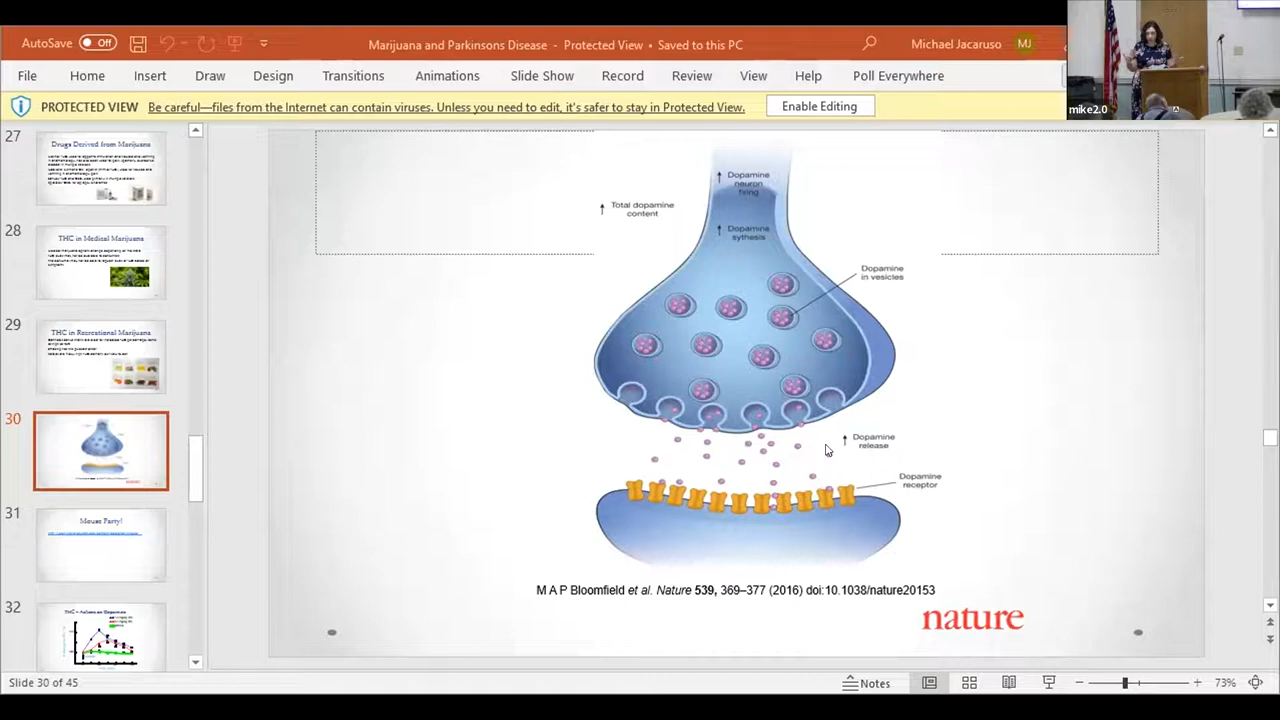 AutoSave Off
Marijuana and Parkinsons Disease - Protected View • Saved to this PC
Michael Jacaruso MJ
File Home Insert Draw Design Transitions Animations Slide Show Record Review View Help Poll Everywhere
PROTECTED VIEW Be careful—files from the Internet can contain viruses. Unless you need to edit, it's safer to stay in Protected View. Enable Editing
mike2.0
27
Drugs Derived from Marijuana
28
THC in Medical Marijuana
29
THC in Recreational Marijuana
30
31
Mouse Party!
32
THC – Actions on Dopamine
↑ Dopamine
neuron
firing
↑ Total dopamine
content
↑ Dopamine
sythesis
Dopamine
in vesicles
↑ Dopamine
release
Dopamine
receptor
M A P Bloomfield et al. Nature 539, 369–377 (2016) doi:10.1038/nature20153
nature
Slide 30 of 45
Notes
73%